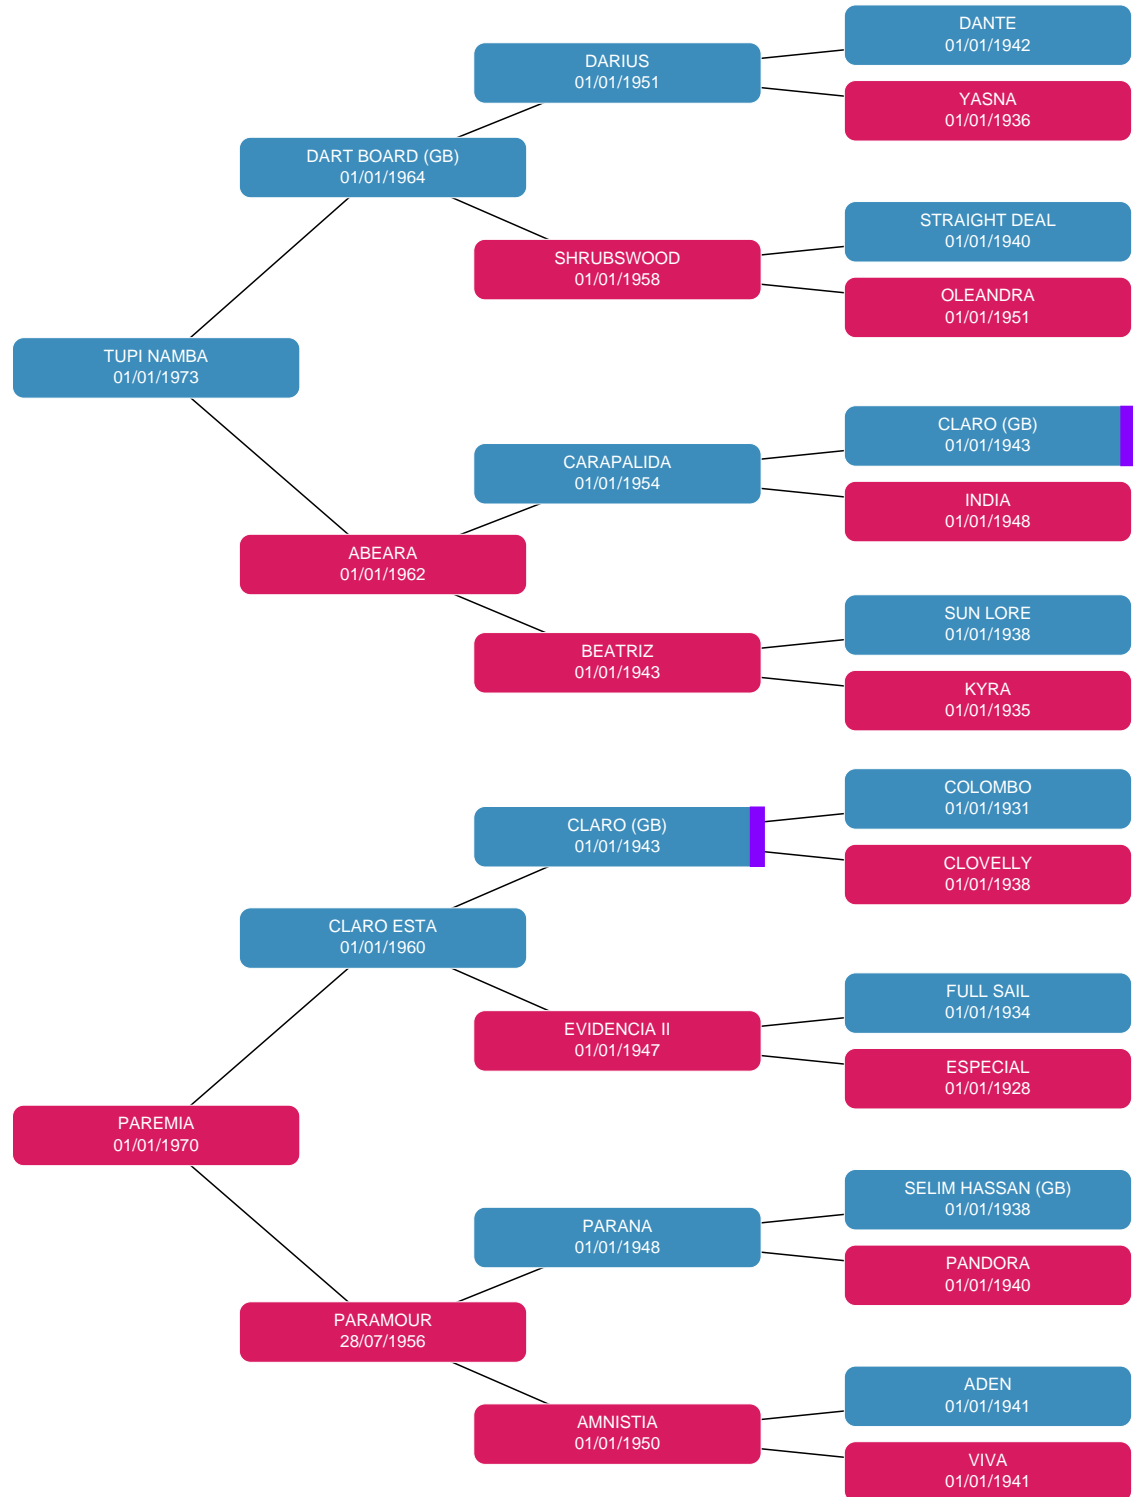 DANTE
01/01/1942
DARIUS
01/01/1951
YASNA
01/01/1936
DART BOARD (GB)
01/01/1964
STRAIGHT DEAL
01/01/1940
SHRUBSWOOD
01/01/1958
OLEANDRA
01/01/1951
TUPI NAMBA
01/01/1973
CLARO (GB)
01/01/1943
CARAPALIDA
01/01/1954
INDIA
01/01/1948
ABEARA
01/01/1962
SUN LORE
01/01/1938
BEATRIZ
01/01/1943
KYRA
01/01/1935
COLOMBO
01/01/1931
CLARO (GB)
01/01/1943
CLOVELLY
01/01/1938
CLARO ESTA
01/01/1960
FULL SAIL
01/01/1934
EVIDENCIA II
01/01/1947
ESPECIAL
01/01/1928
PAREMIA
01/01/1970
SELIM HASSAN (GB)
01/01/1938
PARANA
01/01/1948
PANDORA
01/01/1940
PARAMOUR
28/07/1956
ADEN
01/01/1941
AMNISTIA
01/01/1950
VIVA
01/01/1941